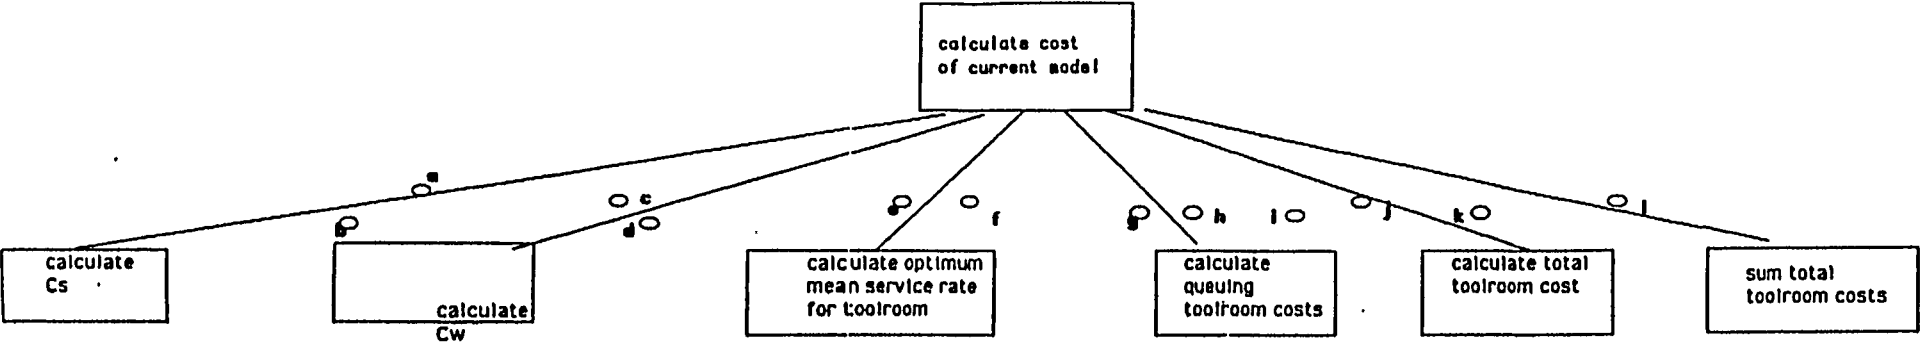 calculate cost
of current model
a
b
c
d
e
f
g
h
i
j
k
l
calculate
Cs
calculate
Cw
calculate optimum
mean service rate
for toolroom
calculate
queuing
toolroom costs
calculate total
toolroom cost
sum total
toolroom costs